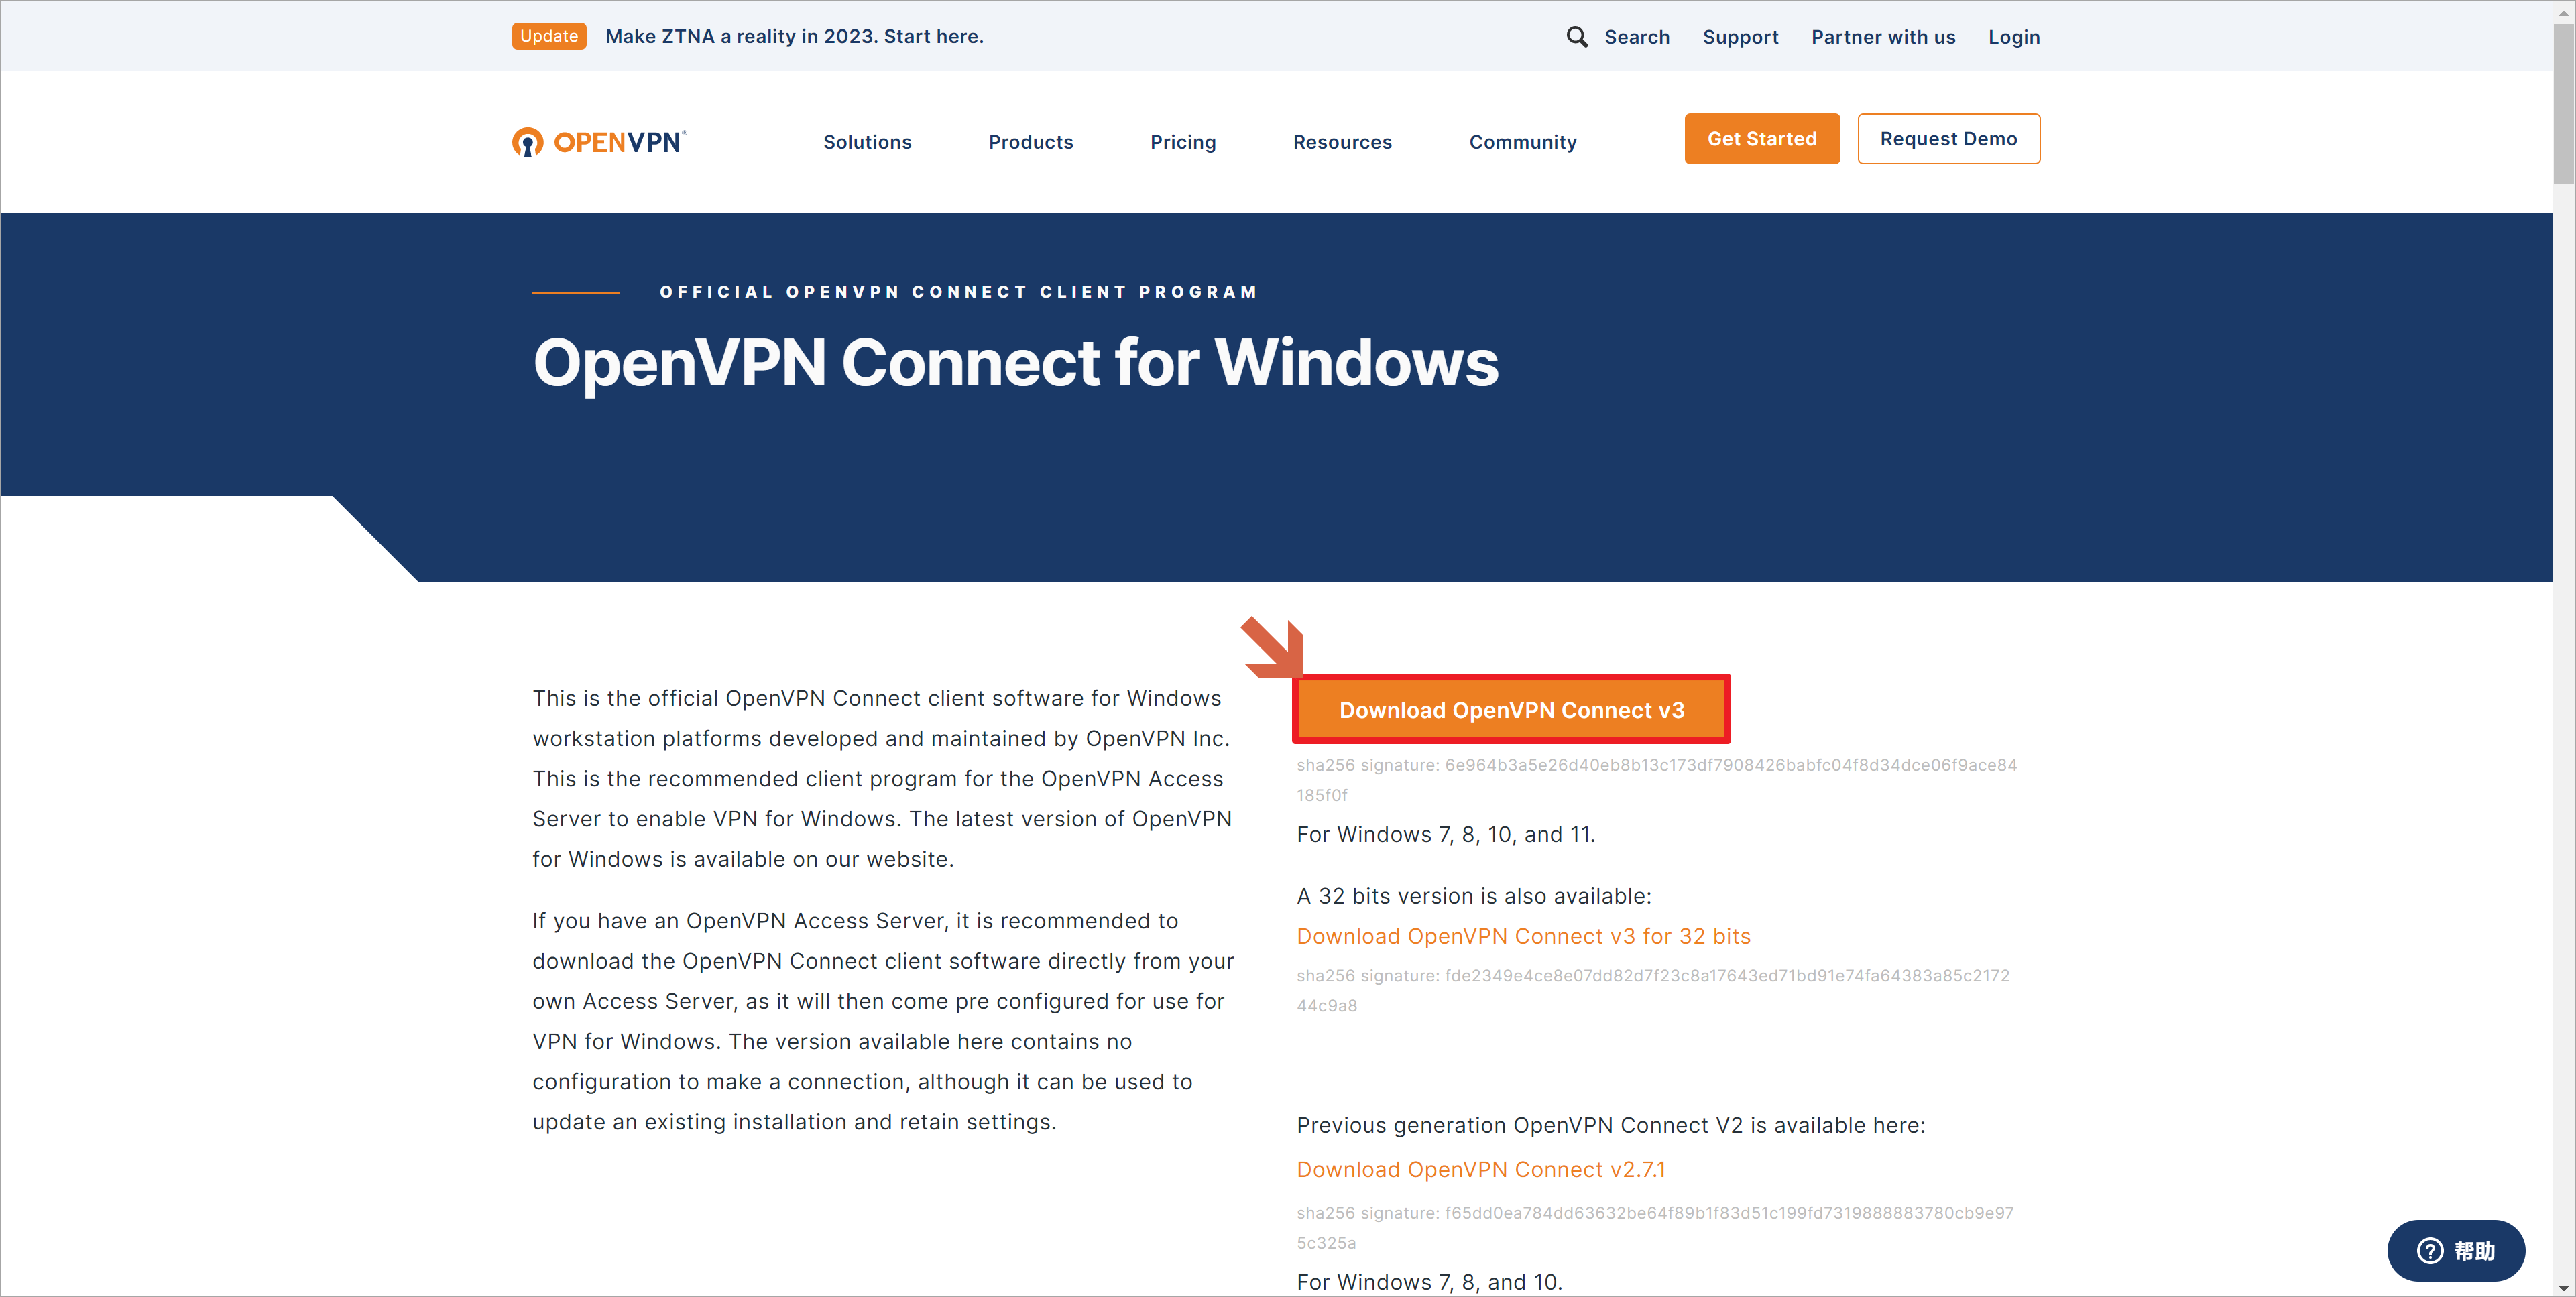 Update Make ZTNA a reality in 2023. Start here.
Search Support Partner with us Login
OPENVPN®
Solutions Products Pricing Resources Community
Get Started Request Demo
OFFICIAL OPENVPN CONNECT CLIENT PROGRAM
OpenVPN Connect for Windows
This is the official OpenVPN Connect client software for Windows
workstation platforms developed and maintained by OpenVPN Inc.
This is the recommended client program for the OpenVPN Access
Server to enable VPN for Windows. The latest version of OpenVPN
for Windows is available on our website.
If you have an OpenVPN Access Server, it is recommended to
download the OpenVPN Connect client software directly from your
own Access Server, as it will then come pre configured for use for
VPN for Windows. The version available here contains no
configuration to make a connection, although it can be used to
update an existing installation and retain settings.
Download OpenVPN Connect v3
sha256 signature: 6e964b3a5e26d40eb8b13c173df7908426babfc04f8d34dce06f9ace84
185f0f
For Windows 7, 8, 10, and 11.
A 32 bits version is also available:
Download OpenVPN Connect v3 for 32 bits
sha256 signature: fde2349e4ce8e07dd82d7f23c8a17643ed71bd91e74fa64383a85c2172
44c9a8
Previous generation OpenVPN Connect V2 is available here:
Download OpenVPN Connect v2.7.1
sha256 signature: f65dd0ea784dd63632be64f89b1f83d51c199fd7319888883780cb9e97
5c325a
For Windows 7, 8, and 10.
帮助